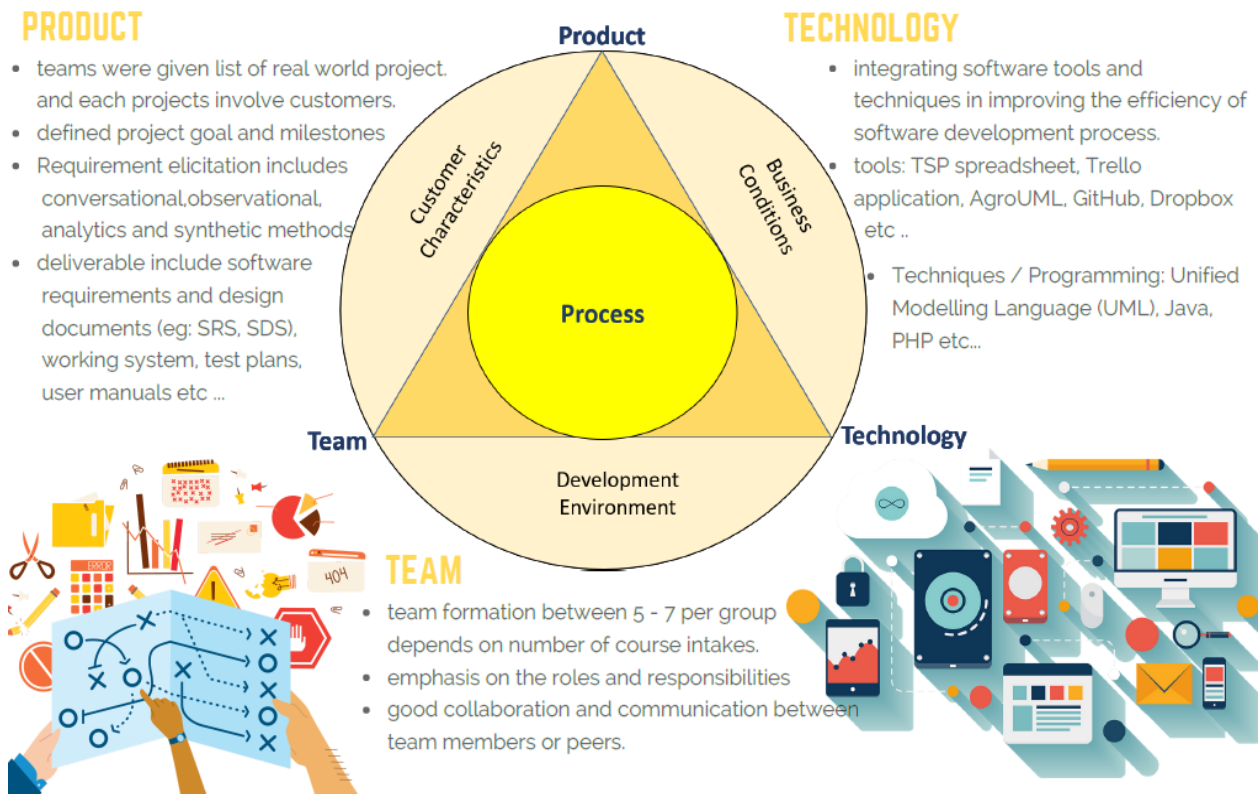 PRODUCT
• teams were given list of real world project.
and each projects involve customers.
• defined project goal and milestones
• Requirement elicitation includes
conversational,observational,
analytics and synthetic methods
• deliverable include software
requirements and design
documents (eg: SRS, SDS),
working system, test plans,
user manuals etc ...
Product
Customer
Characteristics
Business
Conditions
Process
Team
Technology
Development
Environment
TECHNOLOGY
• integrating software tools and
techniques in improving the efficiency of
software development process.
• tools: TSP spreadsheet, Trello
application, AgroUML, GitHub, Dropbox
etc ..
• Techniques / Programming: Unified
Modelling Language (UML), Java,
PHP etc...
ERROR
404
TEAM
• team formation between 5 - 7 per group
depends on number of course intakes.
• emphasis on the roles and responsibilities
• good collaboration and communication between
team members or peers.